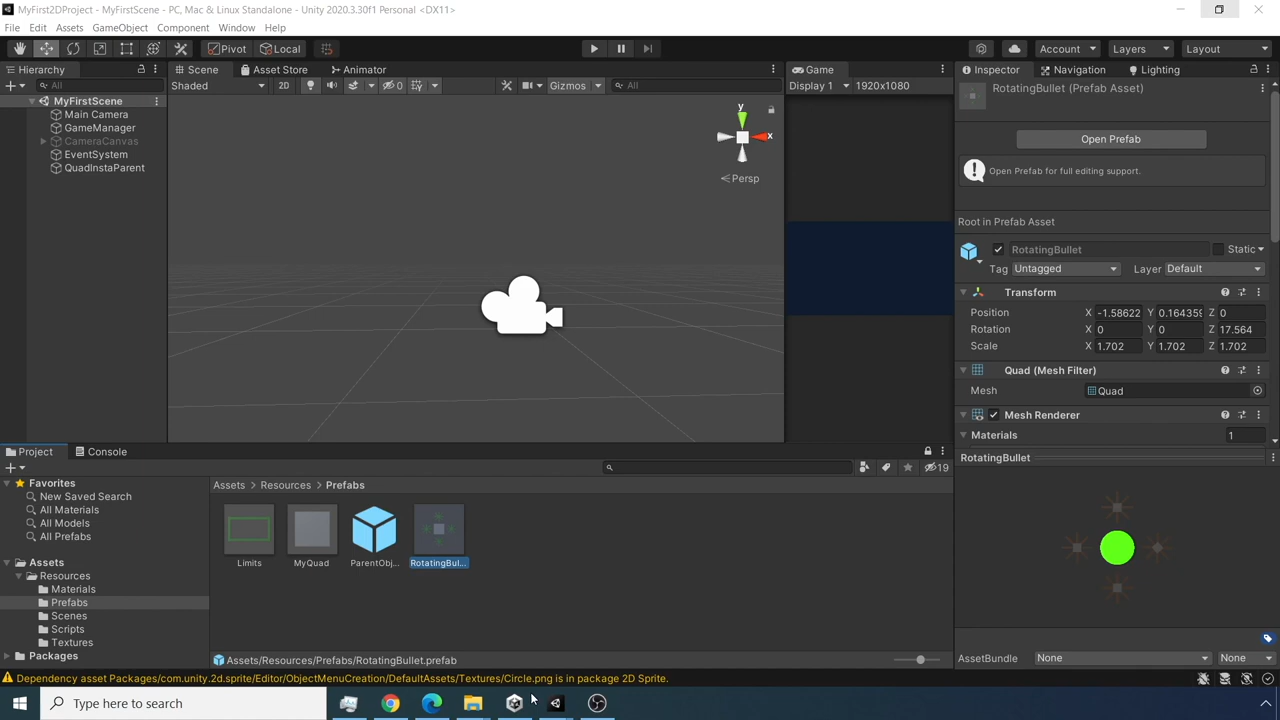 MyFirst2DProject - MyFirstScene - PC, Mac & Linux Standalone - Unity 2020.3.30f1 Personal <DX11>
File Edit Assets GameObject Component Window Help
Pivot Local Account Layers Layout
Hierarchy Scene Asset Store Animator Game Inspector Navigation Lighting
All Shaded 2D 0 Gizmos All Display 1 1920x1080 RotatingBullet (Prefab Asset)
MyFirstScene
Main Camera
GameManager
CameraCanvas
EventSystem
QuadInstaParent
y
x
Persp
Open Prefab
Open Prefab for full editing support.
Root in Prefab Asset
RotatingBullet Static
Tag Untagged Layer Default
Transform
Position X -1.58622 Y 0.164359 Z 0
Rotation X 0 Y 0 Z 17.564
Scale X 1.702 Y 1.702 Z 1.702
Quad (Mesh Filter)
Mesh Quad
Mesh Renderer
Materials 1
RotatingBullet
Project Console
19
Favorites
New Saved Search
All Materials
All Models
All Prefabs
Assets
Resources
Materials
Prefabs
Scenes
Scripts
Textures
Packages
Assets Resources Prefabs
Limits MyQuad ParentObj... RotatingBul...
Assets/Resources/Prefabs/RotatingBullet.prefab
AssetBundle None None
Dependency asset Packages/com.unity.2d.sprite/Editor/ObjectMenuCreation/DefaultAssets/Textures/Circle.png is in package 2D Sprite.
Type here to search